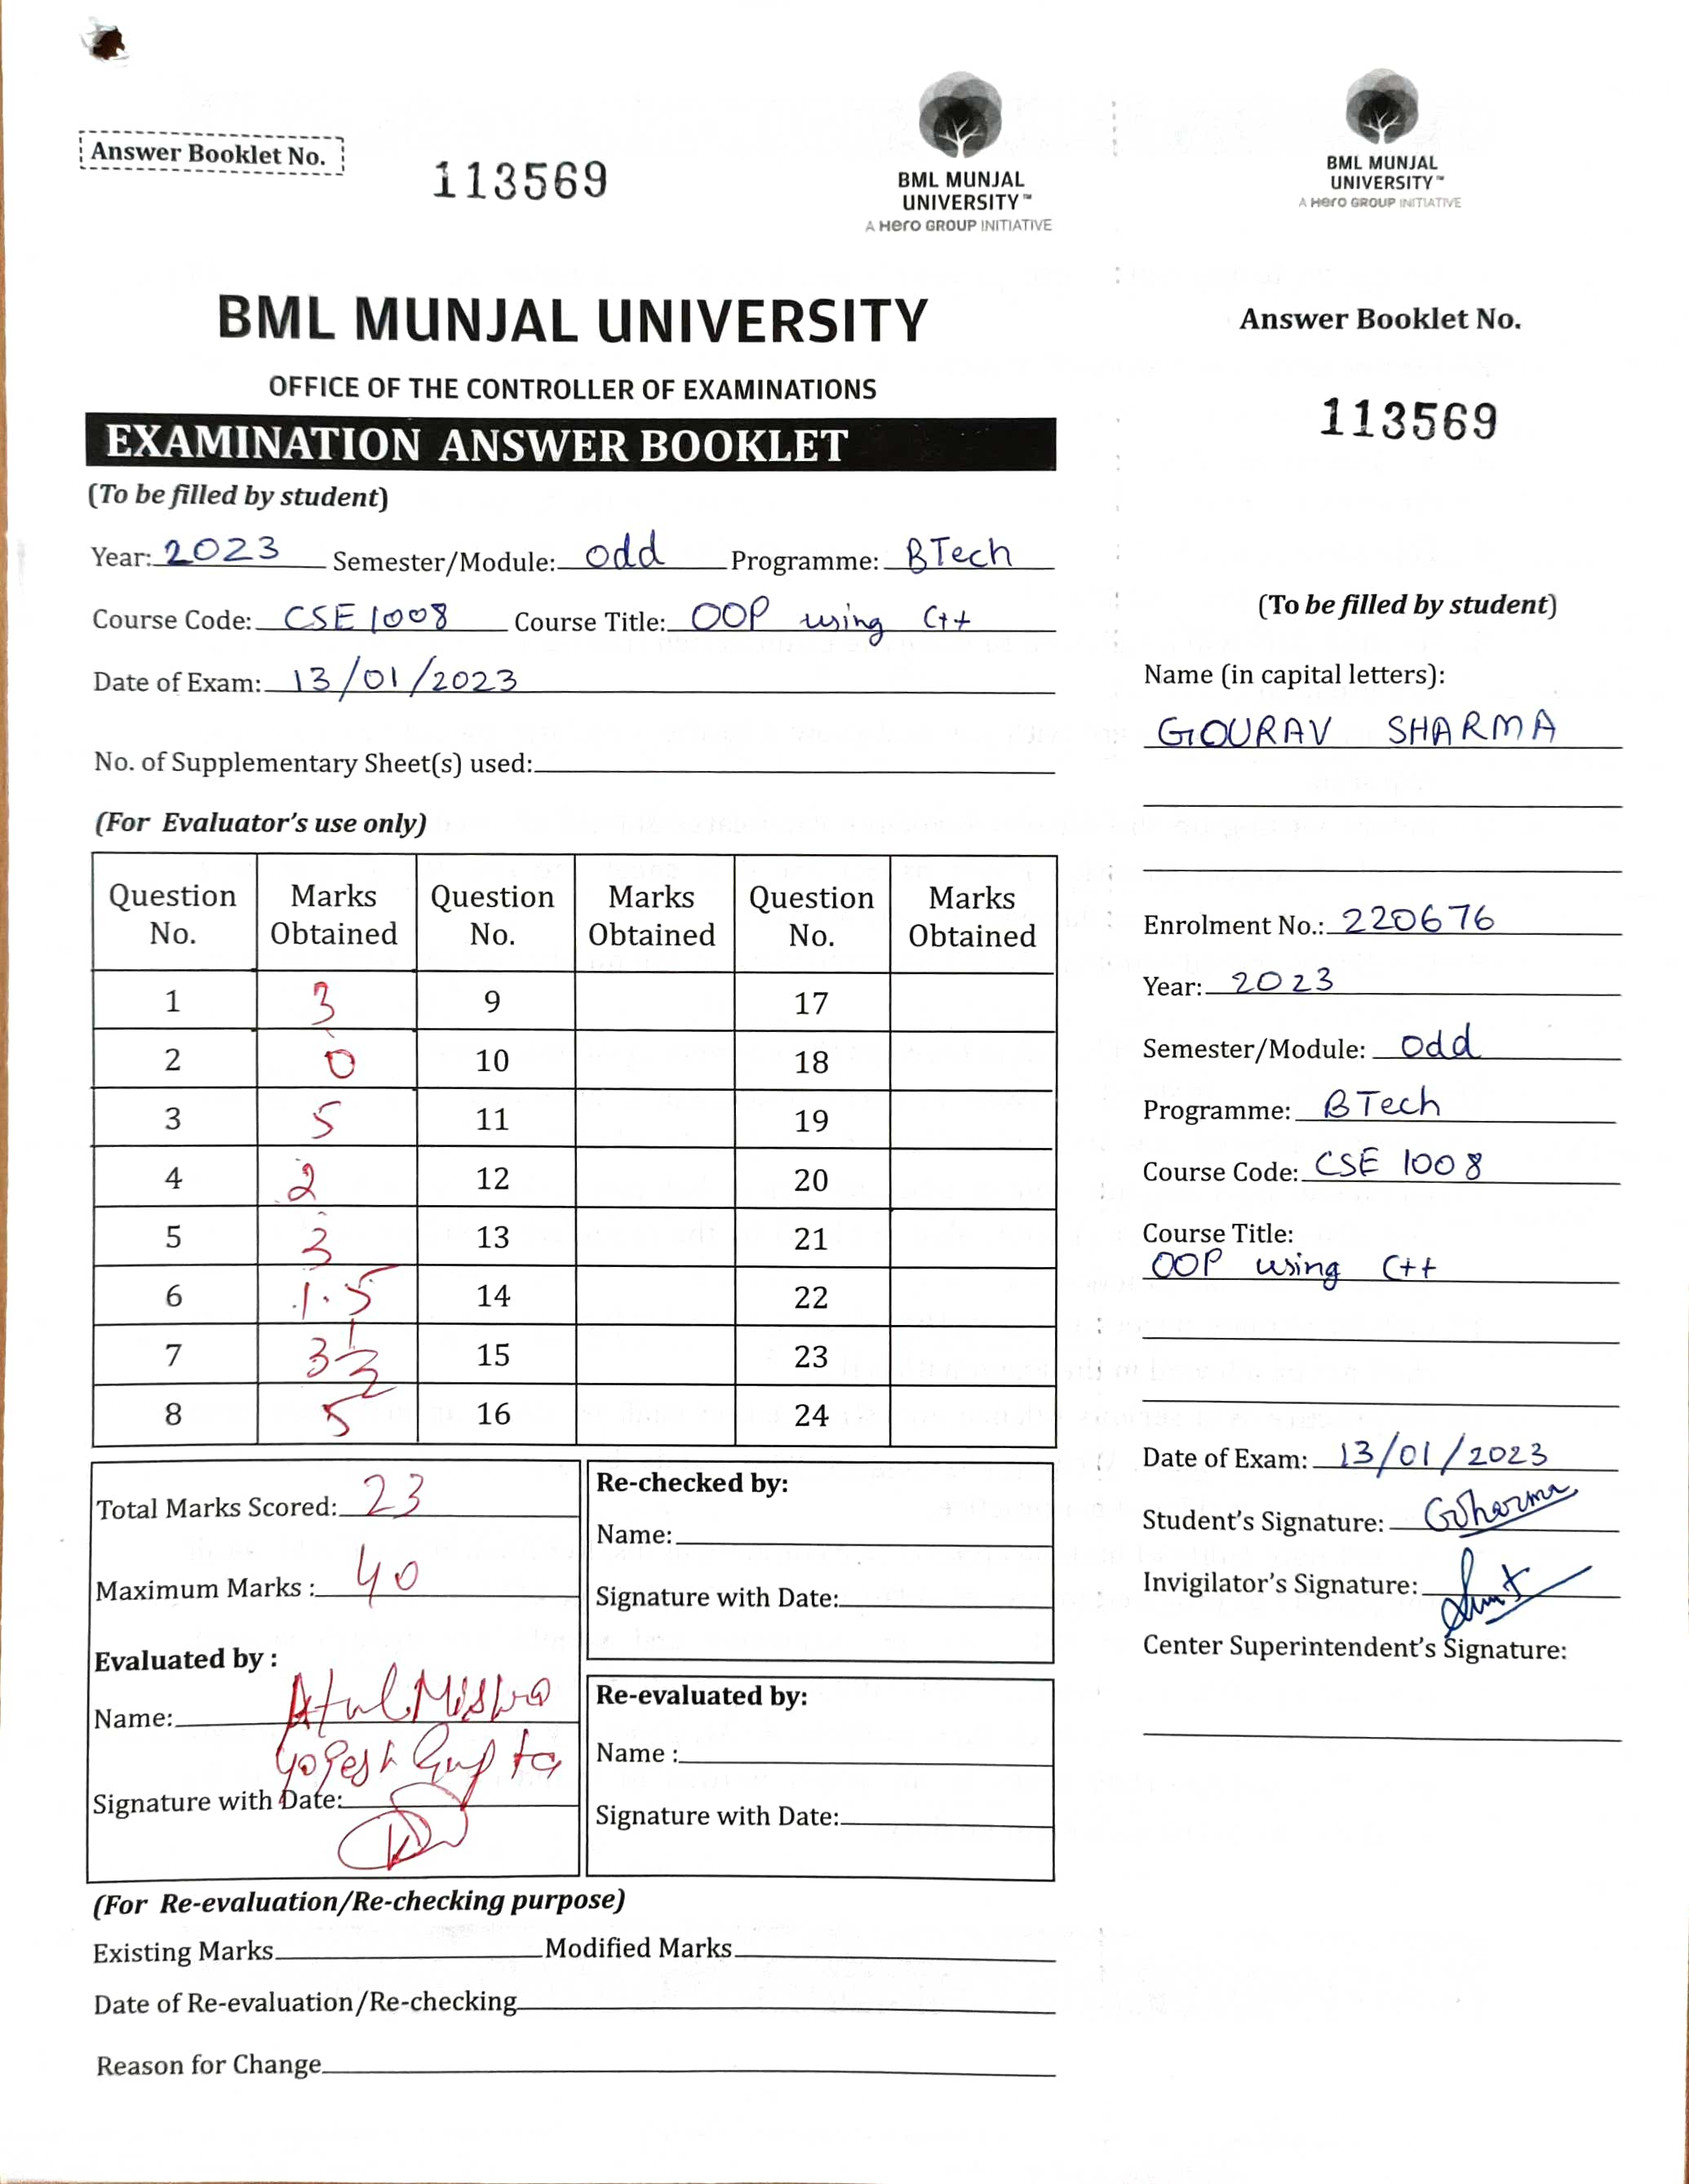 Answer Booklet No.
113569
BML MUNJAL
UNIVERSITY™
A Hero GROUP INITIATIVE
BML MUNJAL UNIVERSITY
OFFICE OF THE CONTROLLER OF EXAMINATIONS
EXAMINATION ANSWER BOOKLET
(To be filled by student)
Year: 2023 Semester/Module: odd Programme: BTech
Course Code: CSE 1008 Course Title: OOP using C++
Date of Exam: 13/01/2023
No. of Supplementary Sheet(s) used:
(For Evaluator's use only)
Question No. Marks Obtained Question No. Marks Obtained Question No. Marks Obtained
1 3 9 17
2 0 10 18
3 5 11 19
4 2 12 20
5 3 13 21
6 1.5 14 22
7 3½ 15 23
8 5 16 24
Total Marks Scored: 23
Maximum Marks : 40
Evaluated by :
Name: Atul Mishra
Yogesh Gupta
Signature with Date:
Re-checked by:
Name:
Signature with Date:
Re-evaluated by:
Name :
Signature with Date:
(For Re-evaluation/Re-checking purpose)
Existing Marks Modified Marks
Date of Re-evaluation/Re-checking
Reason for Change
BML MUNJAL
UNIVERSITY™
A Hero GROUP INITIATIVE
Answer Booklet No.
113569
(To be filled by student)
Name (in capital letters):
GOURAV SHARMA
Enrolment No.: 220676
Year: 2023
Semester/Module: odd
Programme: BTech
Course Code: CSE 1008
Course Title:
OOP using C++
Date of Exam: 13/01/2023
Student's Signature: GSharma
Invigilator's Signature:
Center Superintendent's Signature: